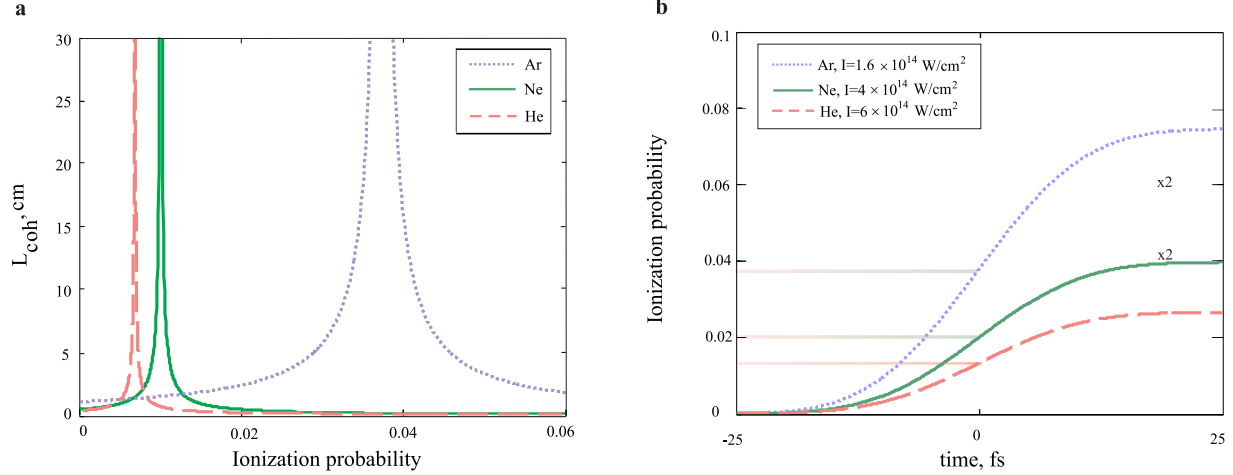 a
30
25
20
15
10
5
0
L_coh, cm
0
0.02
0.04
0.06
Ionization probability
Ar
Ne
He
b
0.1
0.08
0.06
0.04
0.02
0
Ionization probability
-25
0
25
time, fs
Ar, I=1.6 × 10^14 W/cm^2
Ne, I=4 × 10^14 W/cm^2
He, I=6 × 10^14 W/cm^2
x2
x2